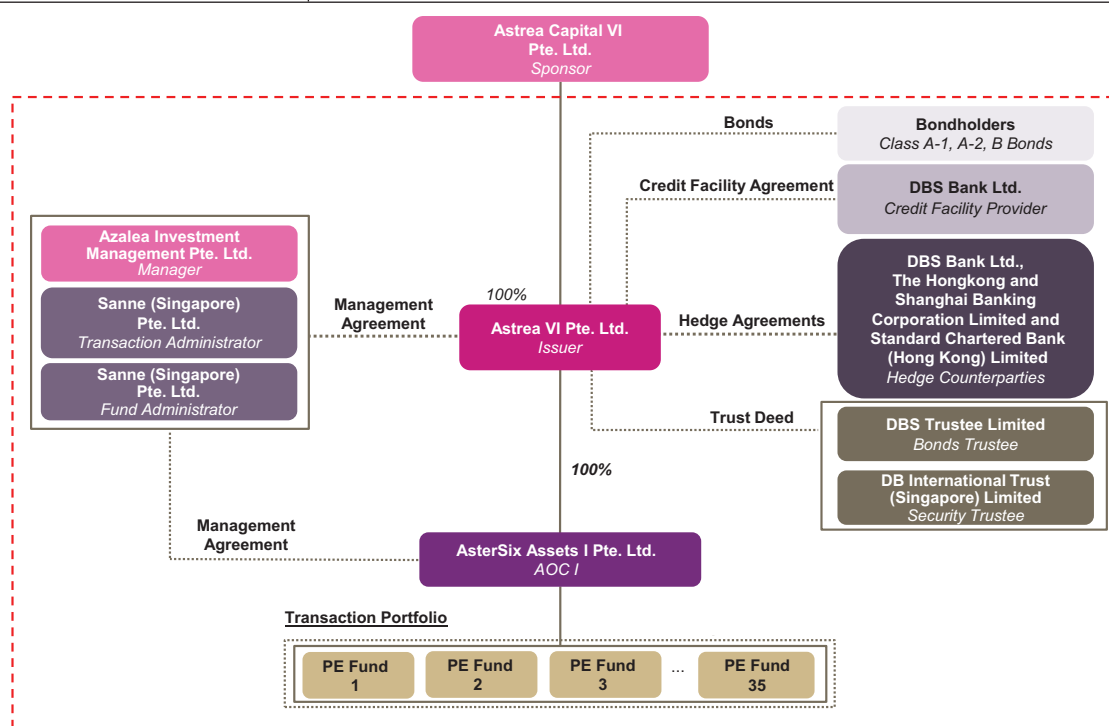 Astrea Capital VI
Pte. Ltd.
Sponsor
Bonds
Bondholders
Class A-1, A-2, B Bonds
Credit Facility Agreement
DBS Bank Ltd.
Credit Facility Provider
Azalea Investment
Management Pte. Ltd.
Manager
Sanne (Singapore)
Pte. Ltd.
Transaction Administrator
Sanne (Singapore)
Pte. Ltd.
Fund Administrator
Management
Agreement
100%
Astrea VI Pte. Ltd.
Issuer
Hedge Agreements
DBS Bank Ltd.,
The Hongkong and
Shanghai Banking
Corporation Limited and
Standard Chartered Bank
(Hong Kong) Limited
Hedge Counterparties
Trust Deed
DBS Trustee Limited
Bonds Trustee
DB International Trust
(Singapore) Limited
Security Trustee
100%
Management
Agreement
AsterSix Assets I Pte. Ltd.
AOC I
Transaction Portfolio
PE Fund
1
PE Fund
2
PE Fund
3
...
PE Fund
35